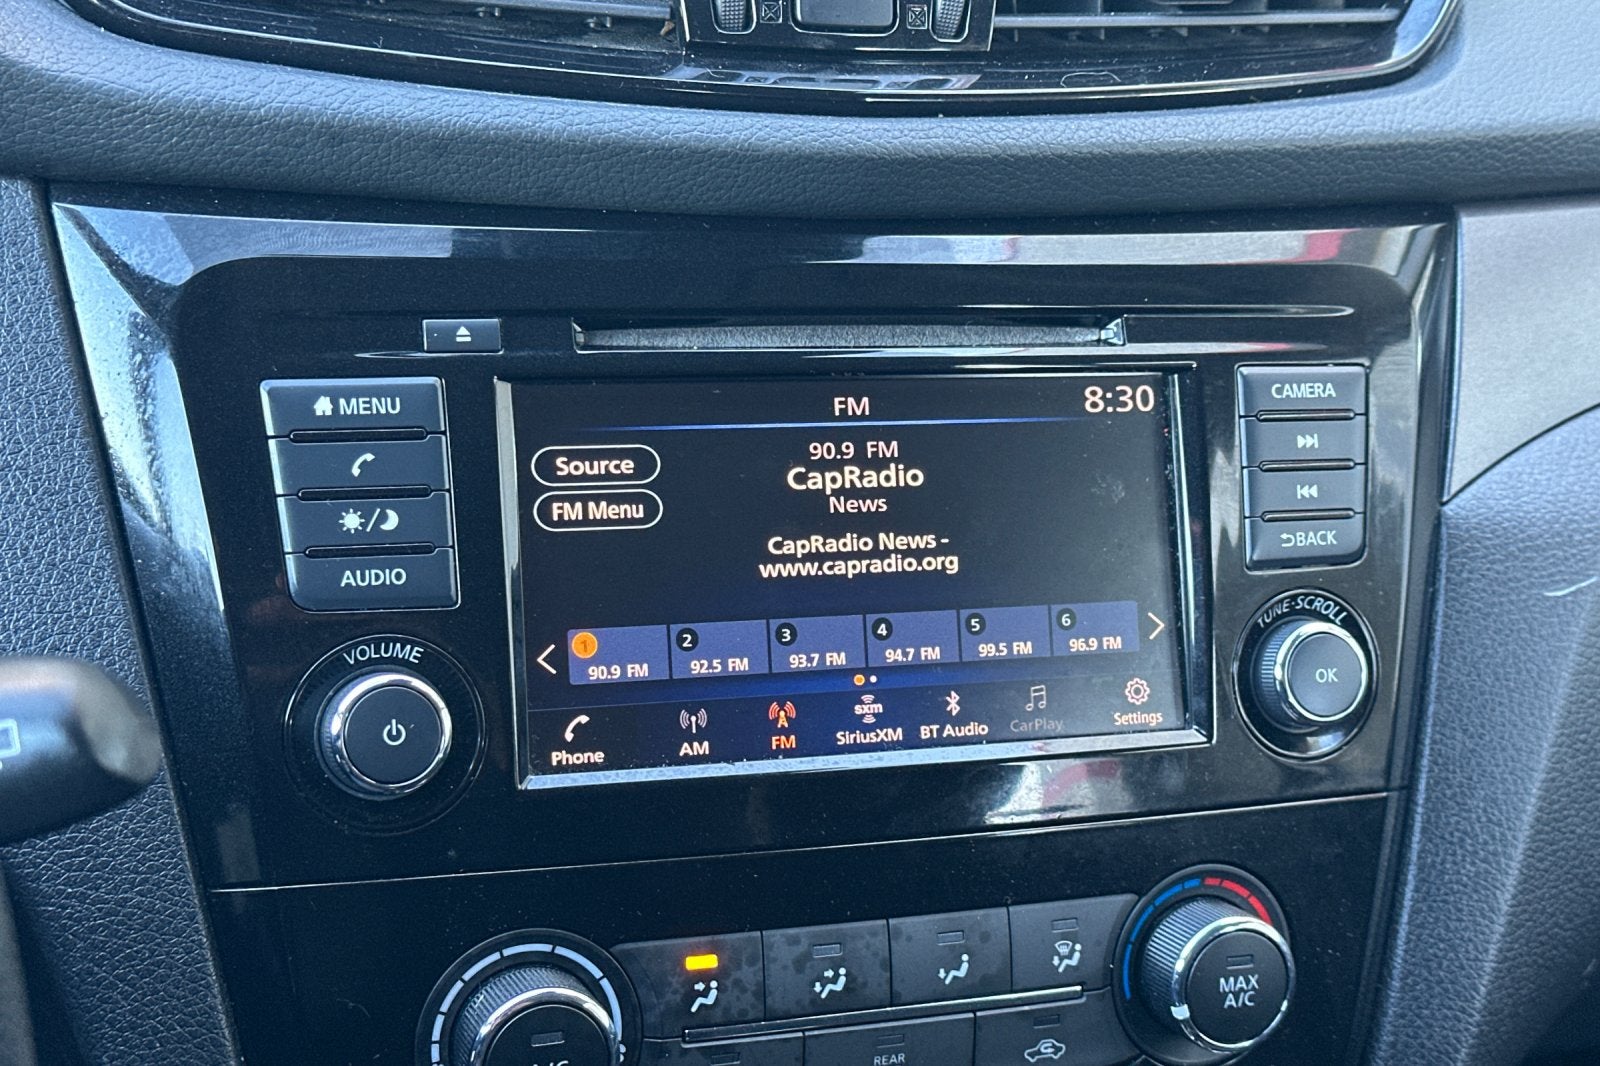 MENU
AUDIO
VOLUME
FM
8:30
Source
FM Menu
90.9 FM
CapRadio
News
CapRadio News -
www.capradio.org
1
90.9 FM
2
92.5 FM
3
93.7 FM
4
94.7 FM
5
99.5 FM
6
96.9 FM
Phone
AM
FM
sxm
SiriusXM
BT Audio
CarPlay
Settings
CAMERA
BACK
TUNE·SCROLL
OK
MAX
A/C
A/C
REAR